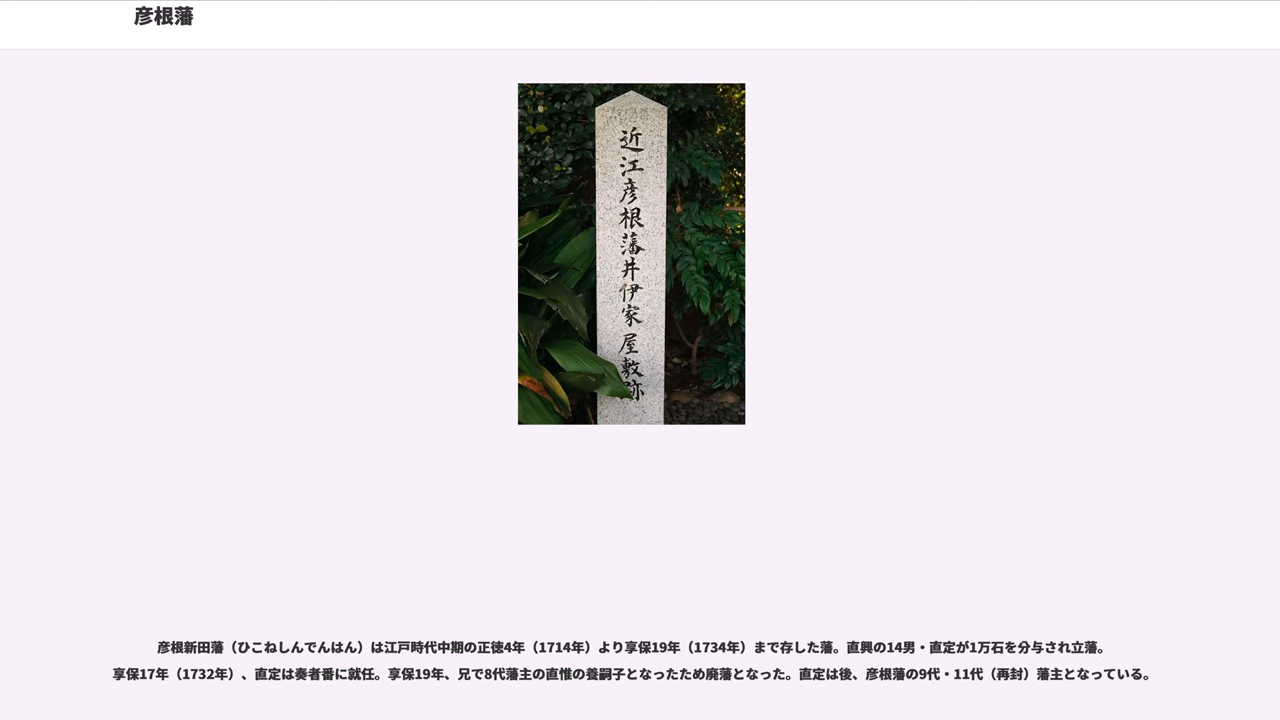 彦根藩
近江彦根藩井伊家屋敷跡
彦根新田藩（ひこねしんでんはん）は江戸時代中期の正徳4年（1714年）より享保19年（1734年）まで存した藩。直興の14男・直定が1万石を分与され立藩。
享保17年（1732年）、直定は奏者番に就任。享保19年、兄で8代藩主の直惟の養嗣子となったため廃藩となった。直定は後、彦根藩の9代・11代（再封）藩主となっている。